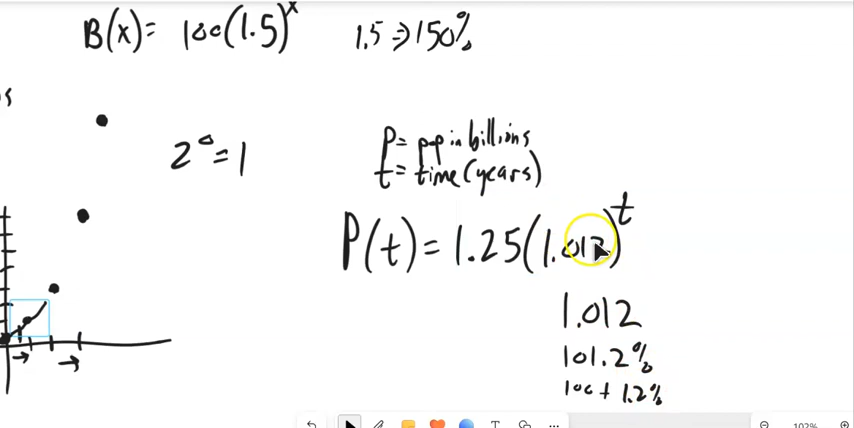 B(x) = 100(1.5)^x
1.5 ⇒ 150%
s
2^0 = 1
P = pop in billions
t = time (years)
P(t) = 1.25(1.012)^t
1.012
101.2%
100 + 1.2%
T
102%